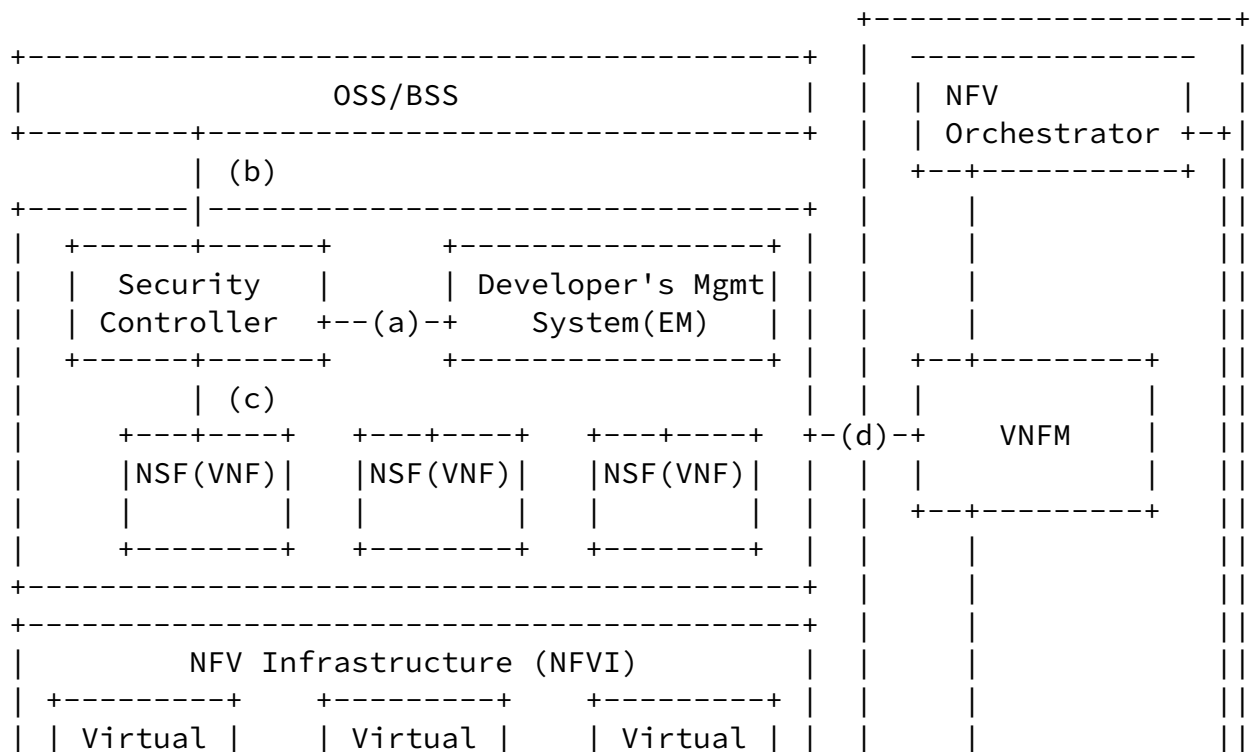 +--------------------+
+-------------------------------------------+  |   ----------------  |
|                 OSS/BSS                   |  |  | NFV            | |
+---------+---------------------------------+  |  | Orchestrator +-+|
          | (b)                                |  +--+-----------+ ||
+---------|---------------------------------+  |     |             ||
|  +------+------+      +-----------------+ |  |     |             ||
|  |  Security   |      | Developer's Mgmt| |  |     |             ||
|  | Controller  +--(a)-+    System(EM)   | |  |     |             ||
|  +------+------+      +-----------------+ |  |  +--+---------+   ||
|         | (c)                             |  |  |            |   ||
|     +---+----+   +---+----+   +---+----+  +-(d)-+    VNFM    |   ||
|     |NSF(VNF)|   |NSF(VNF)|   |NSF(VNF)|  |  |  |            |   ||
|     |        |   |        |   |        |  |  |  +--+---------+   ||
|     +--------+   +--------+   +--------+  |  |     |             ||
+-------------------------------------------+  |     |             ||
+-------------------------------------------+  |     |             ||
|         NFV Infrastructure (NFVI)         |  |     |             ||
| +---------+    +---------+    +---------+ |  |     |             ||
| | Virtual |    | Virtual |    | Virtual | |  |     |             ||